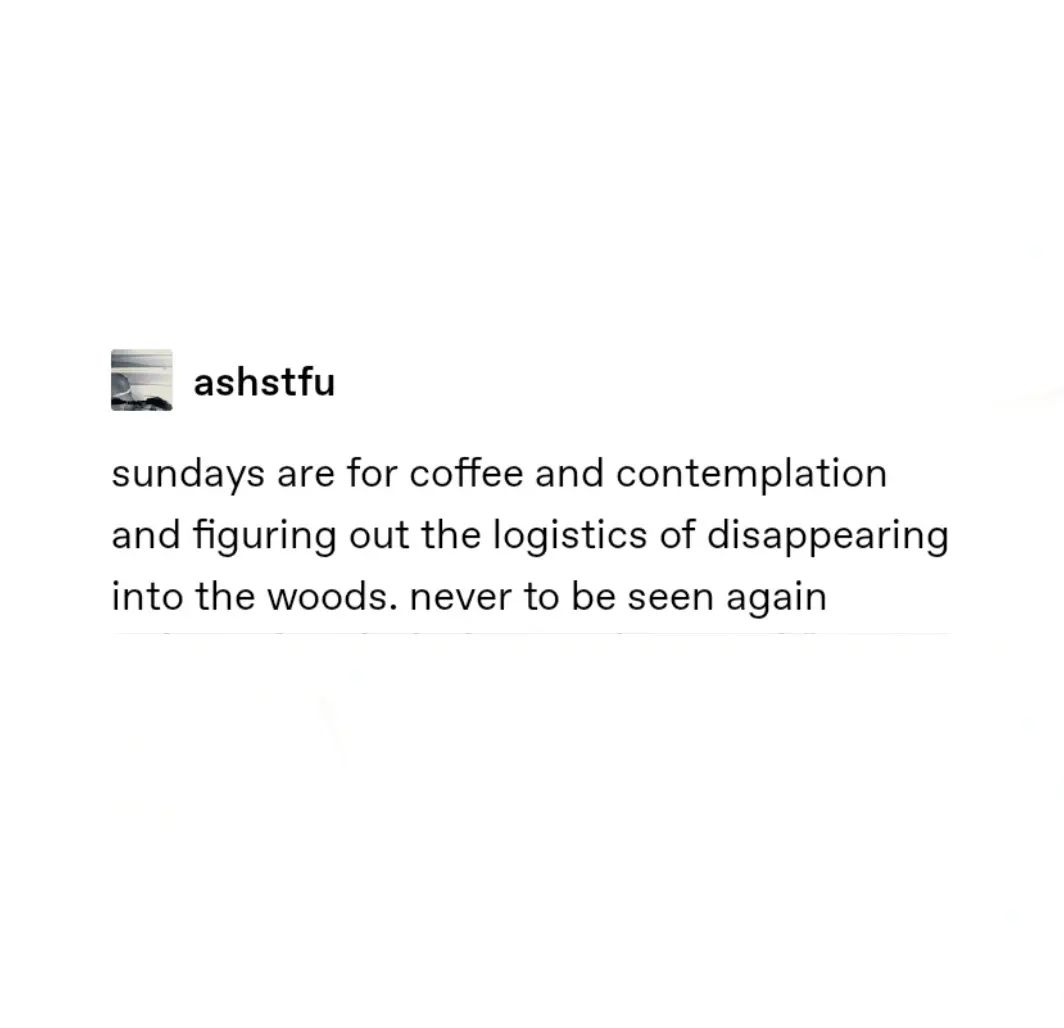 ashstfu
sundays are for coffee and contemplation
and figuring out the logistics of disappearing
into the woods. never to be seen again